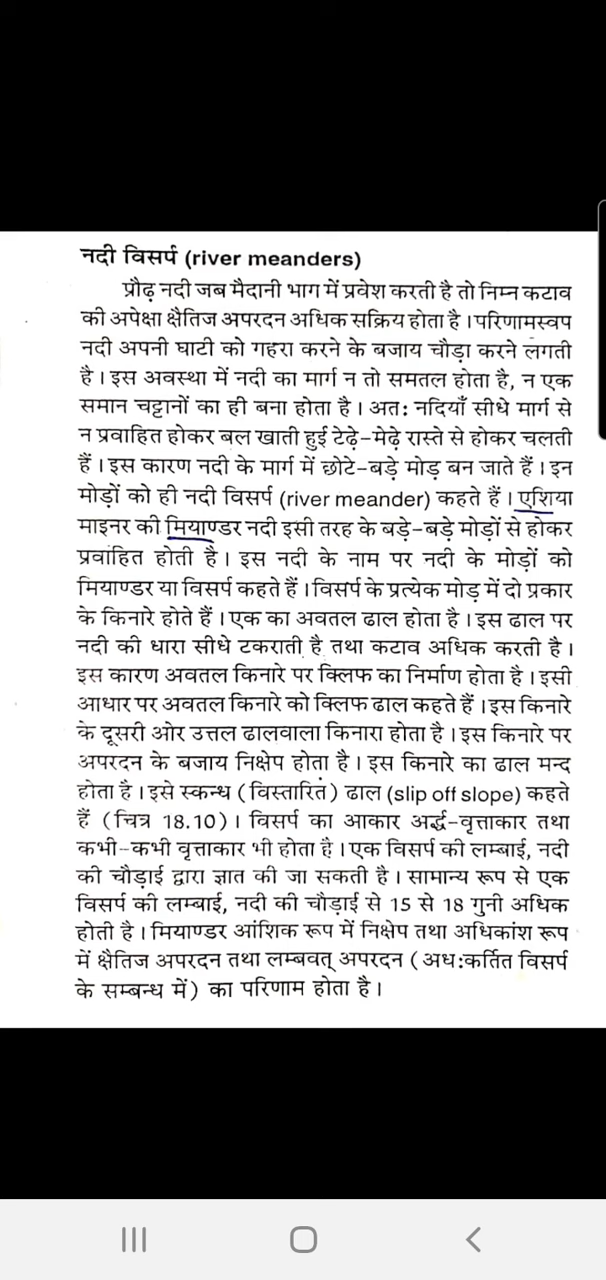 नदी विसर्प (river meanders)
प्रौढ़ नदी जब मैदानी भाग में प्रवेश करती है तो निम्न कटाव
की अपेक्षा क्षैतिज अपरदन अधिक सक्रिय होता है। परिणामस्वप
नदी अपनी घाटी को गहरा करने के बजाय चौड़ा करने लगती
है। इस अवस्था में नदी का मार्ग न तो समतल होता है, न एक
समान चट्टानों का ही बना होता है। अतः नदियाँ सीधे मार्ग से
न प्रवाहित होकर बल खाती हुई टेढ़े-मेढ़े रास्ते से होकर चलती
हैं। इस कारण नदी के मार्ग में छोटे-बड़े मोड़ बन जाते हैं। इन
मोड़ों को ही नदी विसर्प (river meander) कहते हैं। एशिया
माइनर की मियाण्डर नदी इसी तरह के बड़े-बड़े मोड़ों से होकर
प्रवाहित होती है। इस नदी के नाम पर नदी के मोड़ों को
मियाण्डर या विसर्प कहते हैं। विसर्प के प्रत्येक मोड़ में दो प्रकार
के किनारे होते हैं। एक का अवतल ढाल होता है। इस ढाल पर
नदी की धारा सीधे टकराती है तथा कटाव अधिक करती है।
इस कारण अवतल किनारे पर क्लिफ का निर्माण होता है। इसी
आधार पर अवतल किनारे को क्लिफ ढाल कहते हैं। इस किनारे
के दूसरी ओर उत्तल ढालवाला किनारा होता है। इस किनारे पर
अपरदन के बजाय निक्षेप होता है। इस किनारे का ढाल मन्द
होता है। इसे स्कन्ध (विस्तारित) ढाल (slip off slope) कहते
हैं (चित्र 18.10)। विसर्प का आकार अर्द्ध-वृत्ताकार तथा
कभी-कभी वृत्ताकार भी होता है। एक विसर्प की लम्बाई, नदी
की चौड़ाई द्वारा ज्ञात की जा सकती है। सामान्य रूप से एक
विसर्प की लम्बाई, नदी की चौड़ाई से 15 से 18 गुनी अधिक
होती है। मियाण्डर आंशिक रूप में निक्षेप तथा अधिकांश रूप
में क्षैतिज अपरदन तथा लम्बवत् अपरदन (अधःकर्तित विसर्प
के सम्बन्ध में) का परिणाम होता है।